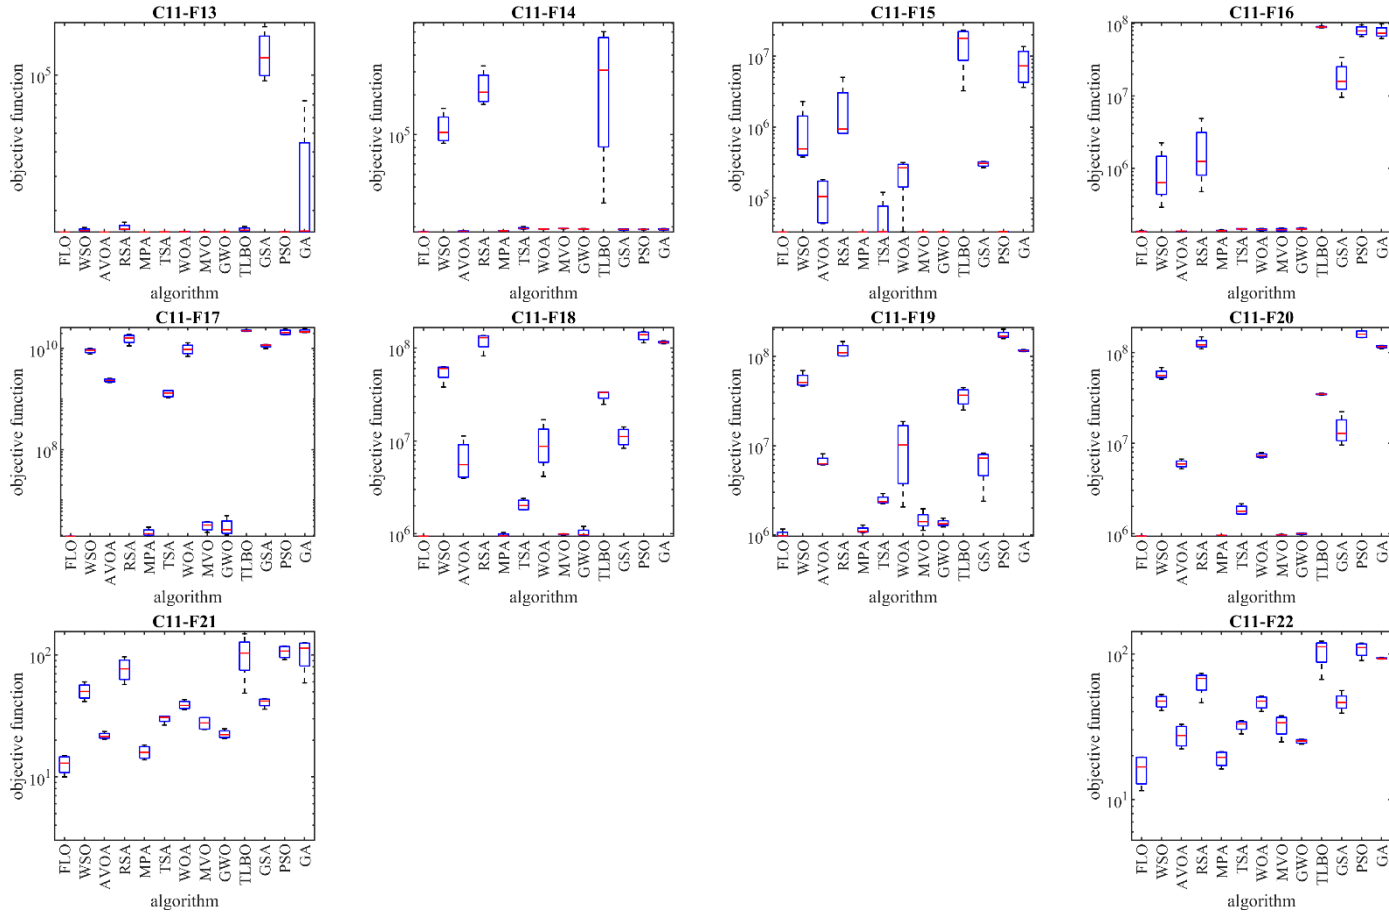 C11-F13
C11-F14
C11-F15
C11-F16
objective function
10^5
FLO
WSO
AVOA
RSA
MPA
TSA
WOA
MVO
GWO
TLBO
GSA
PSO
GA
algorithm
objective function
10^5
FLO
WSO
AVOA
RSA
MPA
TSA
WOA
MVO
GWO
TLBO
GSA
PSO
GA
algorithm
objective function
10^7
10^6
10^5
FLO
WSO
AVOA
RSA
MPA
TSA
WOA
MVO
GWO
TLBO
GSA
PSO
GA
algorithm
objective function
10^8
10^7
10^6
FLO
WSO
AVOA
RSA
MPA
TSA
WOA
MVO
GWO
TLBO
GSA
PSO
GA
algorithm
C11-F17
C11-F18
C11-F19
C11-F20
objective function
10^10
10^8
FLO
WSO
AVOA
RSA
MPA
TSA
WOA
MVO
GWO
TLBO
GSA
PSO
GA
algorithm
objective function
10^8
10^7
10^6
FLO
WSO
AVOA
RSA
MPA
TSA
WOA
MVO
GWO
TLBO
GSA
PSO
GA
algorithm
objective function
10^8
10^7
10^6
FLO
WSO
AVOA
RSA
MPA
TSA
WOA
MVO
GWO
TLBO
GSA
PSO
GA
algorithm
objective function
10^8
10^7
10^6
FLO
WSO
AVOA
RSA
MPA
TSA
WOA
MVO
GWO
TLBO
GSA
PSO
GA
algorithm
C11-F21
C11-F22
objective function
10^2
10^1
FLO
WSO
AVOA
RSA
MPA
TSA
WOA
MVO
GWO
TLBO
GSA
PSO
GA
algorithm
objective function
10^2
10^1
FLO
WSO
AVOA
RSA
MPA
TSA
WOA
MVO
GWO
TLBO
GSA
PSO
GA
algorithm